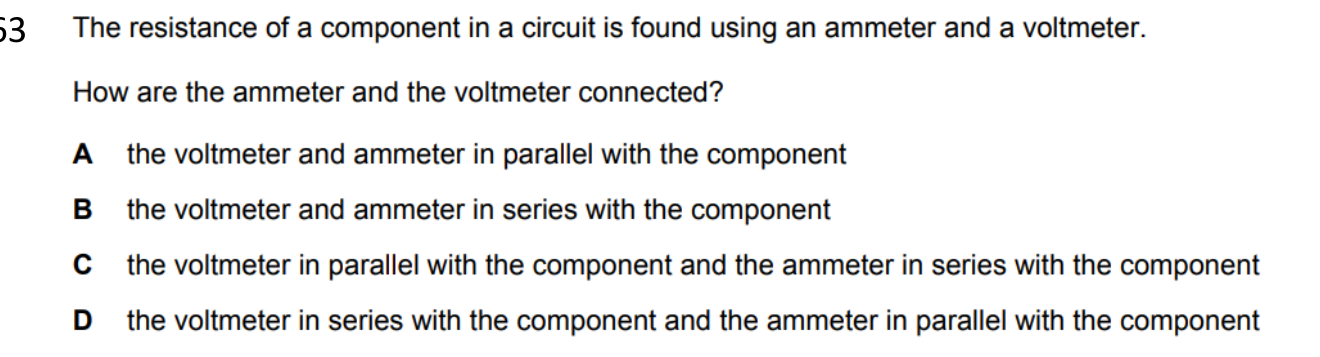 53 The resistance of a component in a circuit is found using an ammeter and a voltmeter.
How are the ammeter and the voltmeter connected?
A the voltmeter and ammeter in parallel with the component
B the voltmeter and ammeter in series with the component
C the voltmeter in parallel with the component and the ammeter in series with the component
D the voltmeter in series with the component and the ammeter in parallel with the component